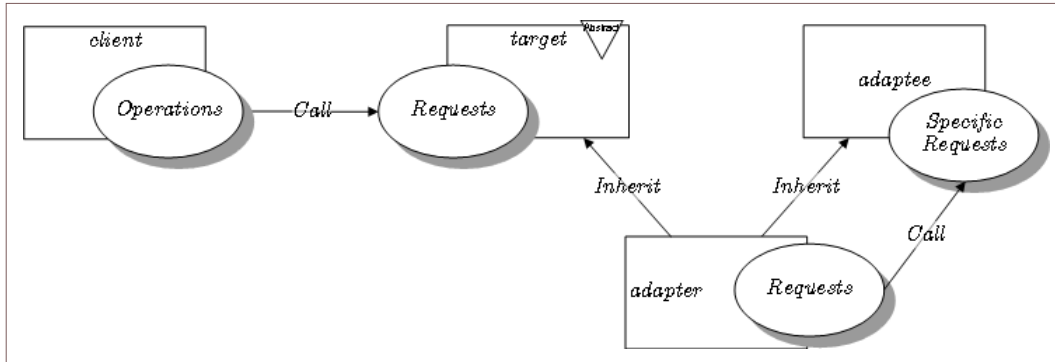 client
Operations
Call
target
Abstract
Requests
adaptee
Specific
Requests
Inherit
Inherit
Call
adapter
Requests